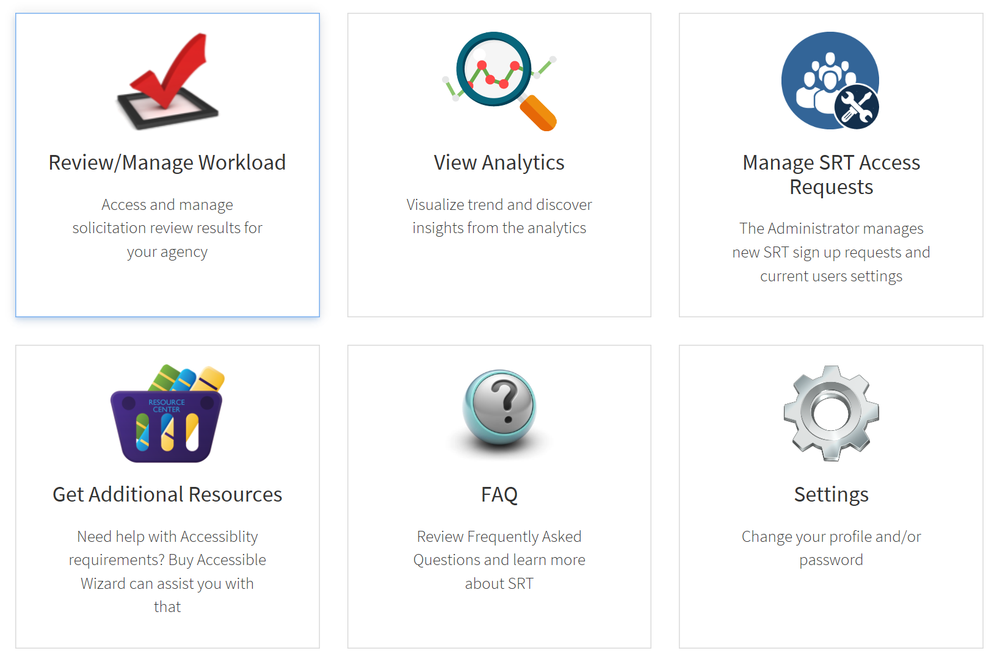 Review/Manage Workload
Access and manage
solicitation review results for
your agency
View Analytics
Visualize trend and discover
insights from the analytics
Manage SRT Access
Requests
The Administrator manages
new SRT sign up requests and
current users settings
RESOURCE
CENTER
Get Additional Resources
Need help with Accessiblity
requirements? Buy Accessible
Wizard can assist you with
that
?
FAQ
Review Frequently Asked
Questions and learn more
about SRT
Settings
Change your profile and/or
password